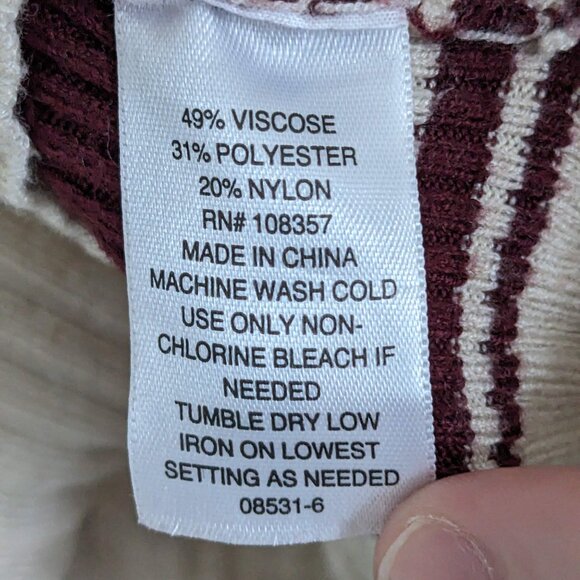 49% VISCOSE
31% POLYESTER
20% NYLON
RN# 108357
MADE IN CHINA
MACHINE WASH COLD
USE ONLY NON-
CHLORINE BLEACH IF
NEEDED
TUMBLE DRY LOW
IRON ON LOWEST
SETTING AS NEEDED
08531-6